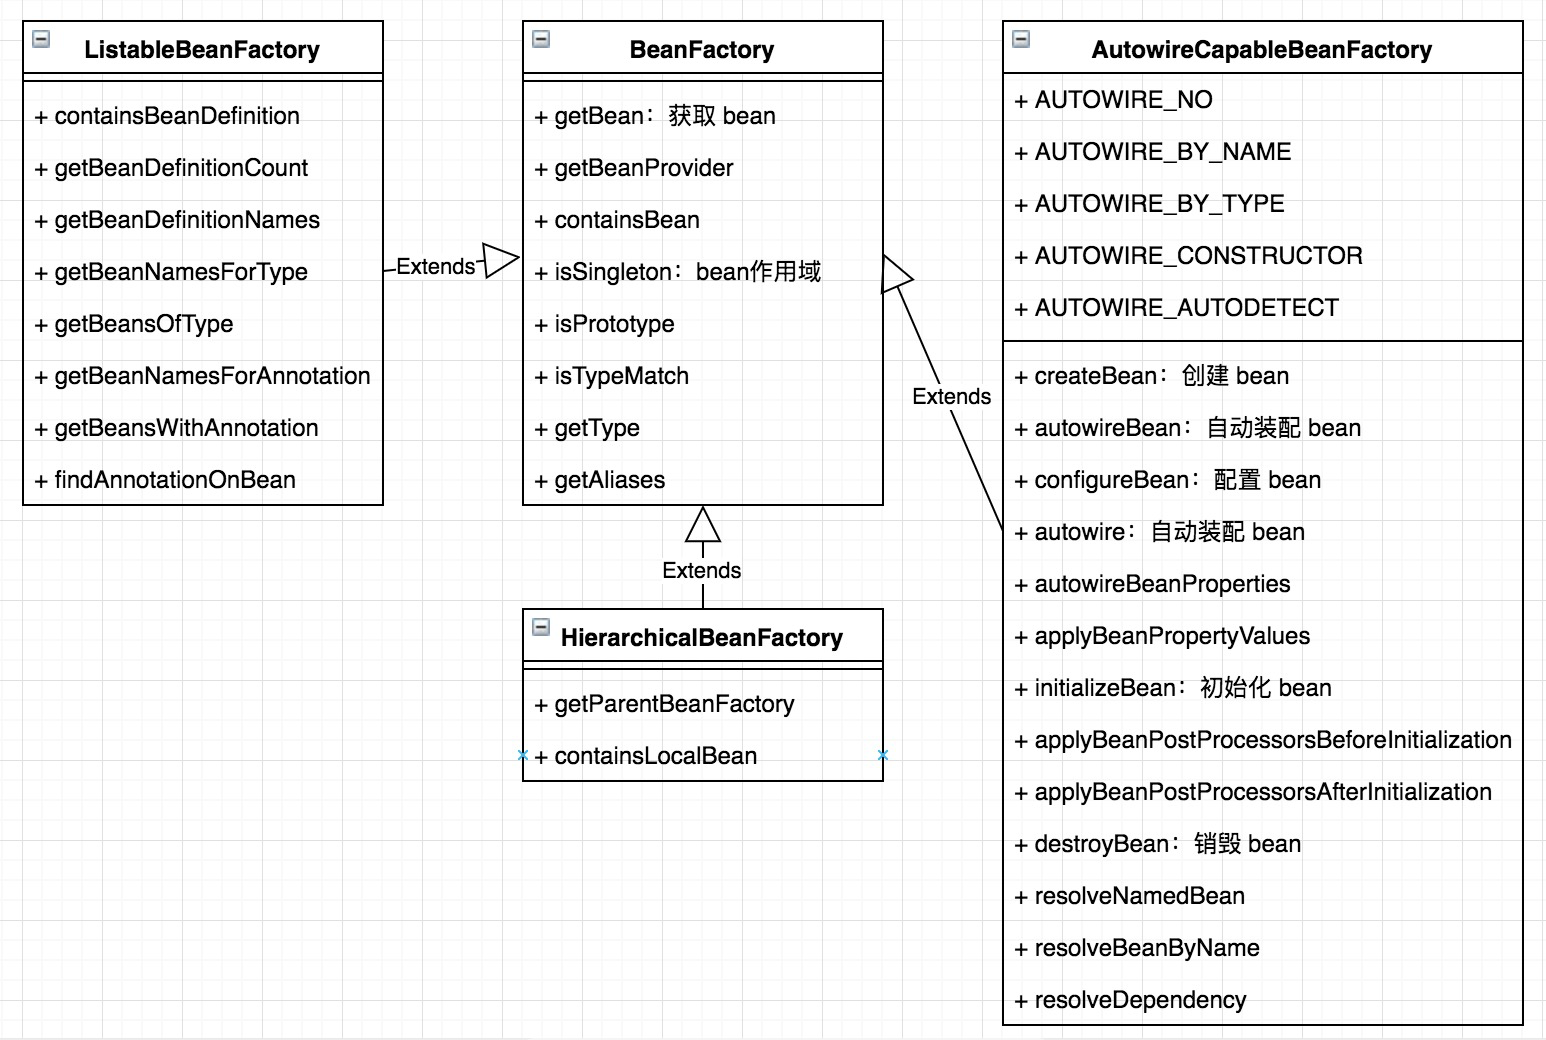 ListableBeanFactory
+ containsBeanDefinition
+ getBeanDefinitionCount
+ getBeanDefinitionNames
+ getBeanNamesForType
+ getBeansOfType
+ getBeanNamesForAnnotation
+ getBeansWithAnnotation
+ findAnnotationOnBean
Extends
BeanFactory
+ getBean：获取 bean
+ getBeanProvider
+ containsBean
+ isSingleton：bean作用域
+ isPrototype
+ isTypeMatch
+ getType
+ getAliases
Extends
HierarchicalBeanFactory
+ getParentBeanFactory
+ containsLocalBean
Extends
AutowireCapableBeanFactory
+ AUTOWIRE_NO
+ AUTOWIRE_BY_NAME
+ AUTOWIRE_BY_TYPE
+ AUTOWIRE_CONSTRUCTOR
+ AUTOWIRE_AUTODETECT
+ createBean：创建 bean
+ autowireBean：自动装配 bean
+ configureBean：配置 bean
+ autowire：自动装配 bean
+ autowireBeanProperties
+ applyBeanPropertyValues
+ initializeBean：初始化 bean
+ applyBeanPostProcessorsBeforeInitialization
+ applyBeanPostProcessorsAfterInitialization
+ destroyBean：销毁 bean
+ resolveNamedBean
+ resolveBeanByName
+ resolveDependency